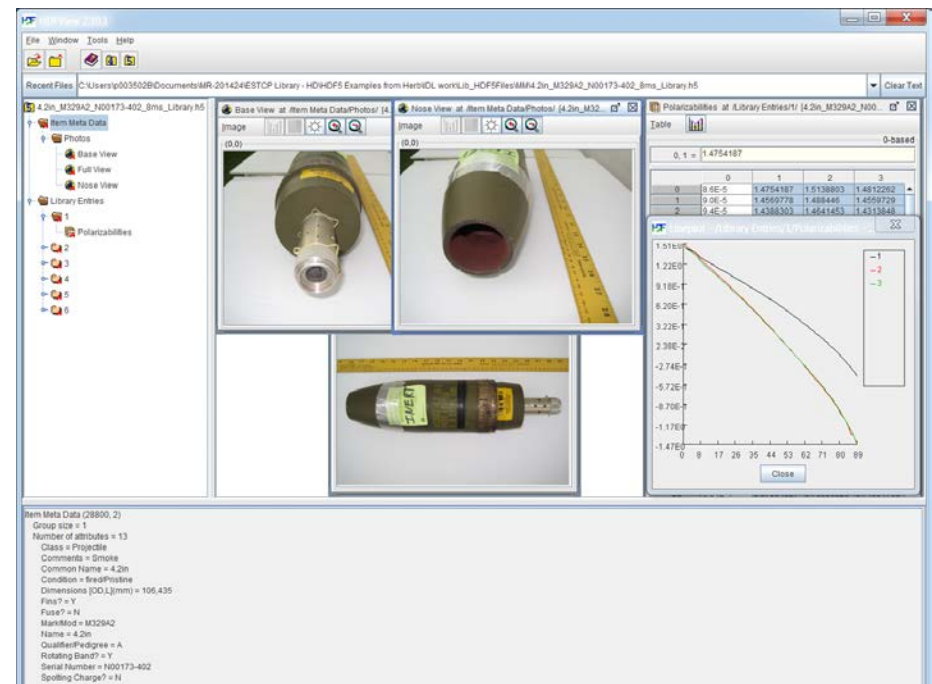 HDFView 2303
File Window Tools Help
Recent Files C:\Users\p003502B\Documents\MR-201424\ESTCP Library - HD\HDF5 Examples from Herb\IDL work\Lib_HDF5Files\MM\4.2in_M329A2_N00173-402_8ms_Library.h5 Clear Text
4.2in_M329A2_N00173-402_8ms_Library.h5
Item Meta Data
Photos
Base View
Full View
Nose View
Library Entries
1
Polarizabilities
2
3
4
5
6
Base View at /Item Meta Data/Photos/ [4.
(0,0)
Nose View at /Item Meta Data/Photos/ [4.2in_M32...
Image
(0,0)
INERT
Polarizabilities at /Library Entries/1/ [4.2in_M329A2_N00...
Table
0-based
0, 1 = 1.4754187
0 1 2 3
0 8.6E-5 1.4754187 1.5138803 1.4812262
1 9.0E-5 1.4569778 1.488446 1.4559729
2 9.4E-5 1.4388303 1.4641453 1.4313848
Lineplot - /Library Entries/1/Polarizabilities - ...
1.51E0
1.22E0
9.18E-1
6.20E-1
3.22E-1
2.38E-2
-2.74E-1
-5.72E-1
-8.70E-1
-1.17E0
-1.47E0
0 8 17 26 35 44 53 62 71 80 89
1
2
3
Close
Item Meta Data (28800, 2)
Group size = 1
Number of attributes = 13
Class = Projectile
Comments = Smoke
Common Name = 4.2in
Condition = fired/Pristine
Dimensions [OD,L](mm) = 106,435
Fins? = Y
Fuse? = N
Mark/Mod = M329A2
Name = 4.2in
Qualifier/Pedigree = A
Rotating Band? = Y
Serial Number = N00173-402
Spotting Charge? = N